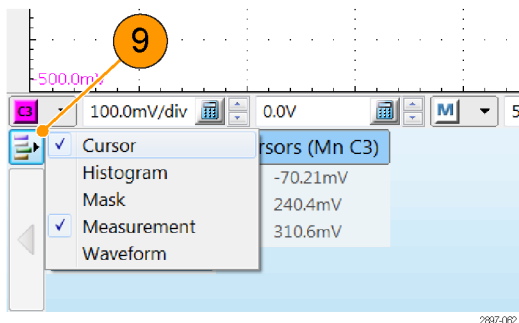 9
-500.0mV
C3 100.0mV/div 0.0V M 5
Cursor rsors (Mn C3)
Histogram -70.21mV
Mask 240.4mV
Measurement 310.6mV
Waveform
2897-062